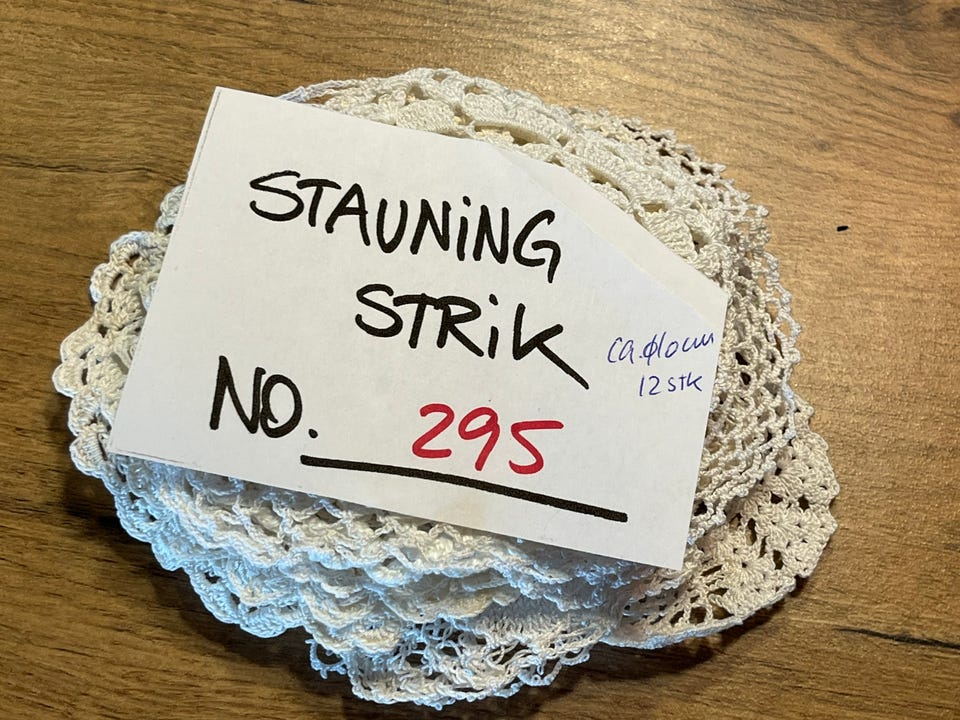 STAUNiNG
STRiK
ca. ø10cm
12 stk
NO. 295